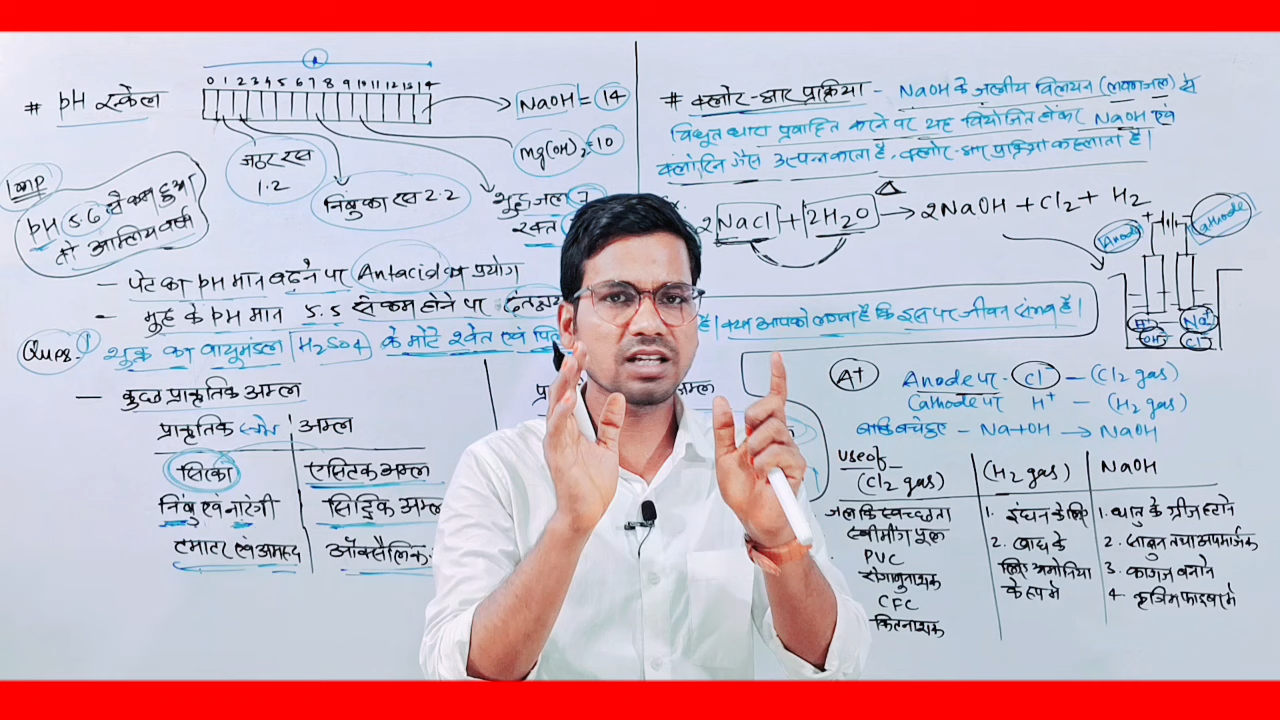 0 1 2 3 4 5 6 7 8 9 10 11 12 13 14
# pH स्केल
NaOH = 14
Mg(OH)₂ = 10
जठर रस
1.2
निंबु का रस 2.2
शुद्ध जल 7
रक्त
Imp
pH 5.6 से कम हुआ
तो आम्लीय वर्षा
– पेट का pH मान बढ़ने पर Antacid का प्रयोग
– मुह के pH मान 5.5 से कम होने पर
Ques. 1 शुक्र का वायुमंडल H₂SO₄ के मोटे श्वेत एवं
है। क्या आपको लगता है कि इस पर जीवन संभव है।
– कुछ प्राकृतिक अम्ल
प्राकृतिक स्त्रोत अम्ल
सिरका एसिटिक अम्ल
निंबु एवं नारंगी सिट्रिक अम्ल
टमाटर एवं अमरुद ऑक्सैलिक
अम्ल
# क्लोर-क्षार प्रक्रिया – NaOH के जलीय विलयन (लवणजल) से
विधुत धारा प्रवाहित करने पर यह वियोजित होकर NaOH एवं
क्लोरिन गैस उत्पन्न करता है, क्लोर-क्षार प्रक्रिया कहलाता है।
2NaCl + 2H₂O → 2NaOH + Cl₂ + H₂
Anode Cathode
H⁺ Na⁺
OH⁻ Cl⁻
A+ Anode पर - Cl⁻ – (Cl₂ gas)
Cathode पर H⁺ – (H₂ gas)
बाकि बचे हुए – Na+OH → NaOH
use of
(Cl₂ gas) (H₂ gas) NaOH
जल कि स्वच्छता 1. इंधन के लिए 1. धातु के ग्रीज हटाने
स्वीमींग पूल 2. खाद के 2. साबुन तथा अपमार्जक
PVC लिए अमोनिया 3. कागज बनाने
रोगाणुनाशक के रूप मे 4. कृत्रिम फाइबर मे
CFC
किटनाशक